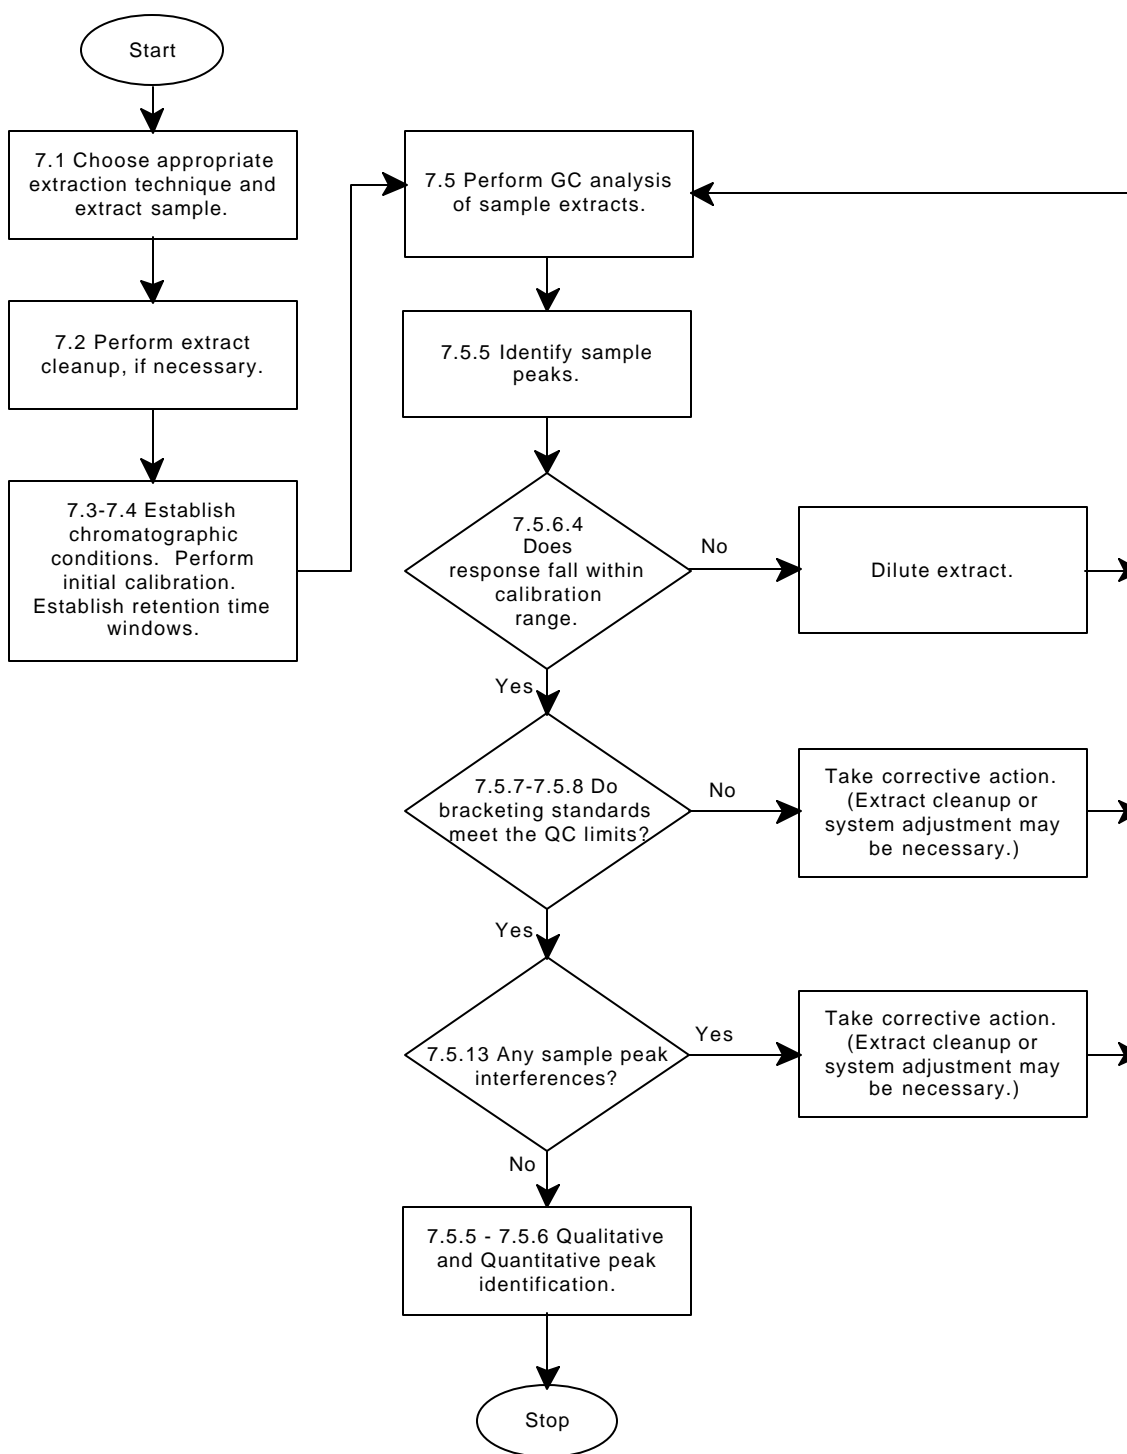 Start
7.1 Choose appropriate
extraction technique and
extract sample.
7.2 Perform extract
cleanup, if necessary.
7.3-7.4 Establish
chromatographic
conditions. Perform
initial calibration.
Establish retention time
windows.
7.5 Perform GC analysis
of sample extracts.
7.5.5 Identify sample
peaks.
7.5.6.4
Does
response fall within
calibration
range.
No
Dilute extract.
Yes
7.5.7-7.5.8 Do
bracketing standards
meet the QC limits?
No
Take corrective action.
(Extract cleanup or
system adjustment may
be necessary.)
Yes
7.5.13 Any sample peak
interferences?
Yes
Take corrective action.
(Extract cleanup or
system adjustment may
be necessary.)
No
7.5.5 - 7.5.6 Qualitative
and Quantitative peak
identification.
Stop